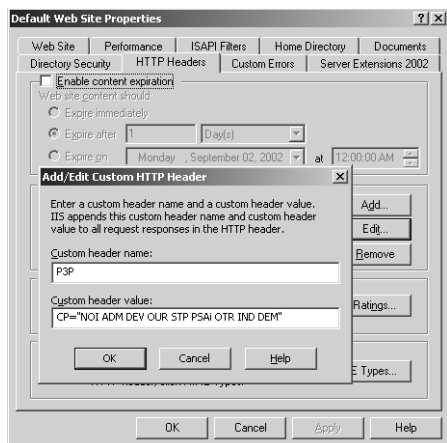 Default Web Site Properties
Web Site Performance ISAPI Filters Home Directory Documents
Directory Security HTTP Headers Custom Errors Server Extensions 2002
Enable content expiration
Web site content should:
Expire immediately
Expire after 1 Day(s)
Expire on Monday , September 02, 2002 at 12:00:00 AM
Add/Edit Custom HTTP Header
Enter a custom header name and a custom header value.
IIS appends this custom header name and custom header
value to all request responses in the HTTP header.
Custom header name:
P3P
Custom header value:
CP="NOI ADM DEV OUR STP PSAi OTR IND DEM"
OK Cancel Help
Add...
Edit...
Remove
Ratings...
E Types...
OK Cancel Apply Help